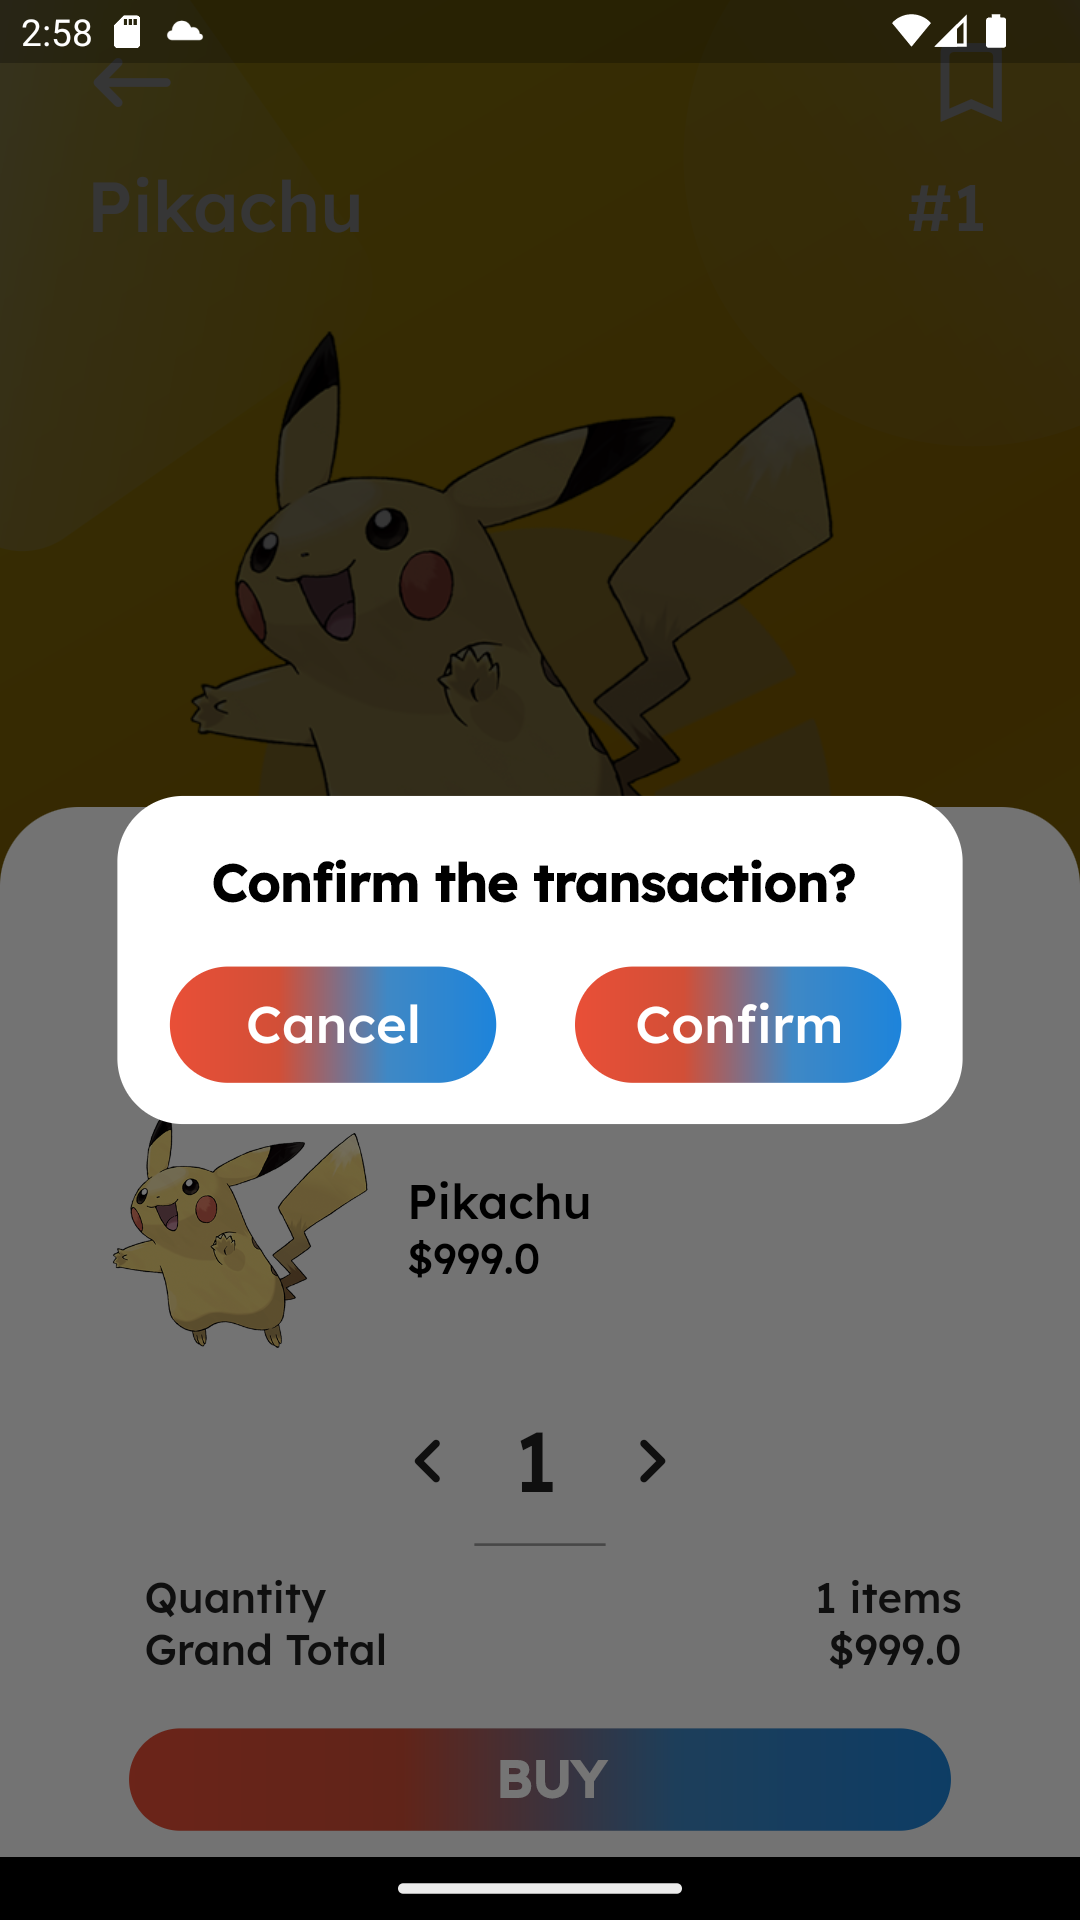 2:58
Pikachu #1
Confirm the transaction?
Cancel Confirm
Pikachu
$999.0
1
Quantity 1 items
Grand Total $999.0
BUY